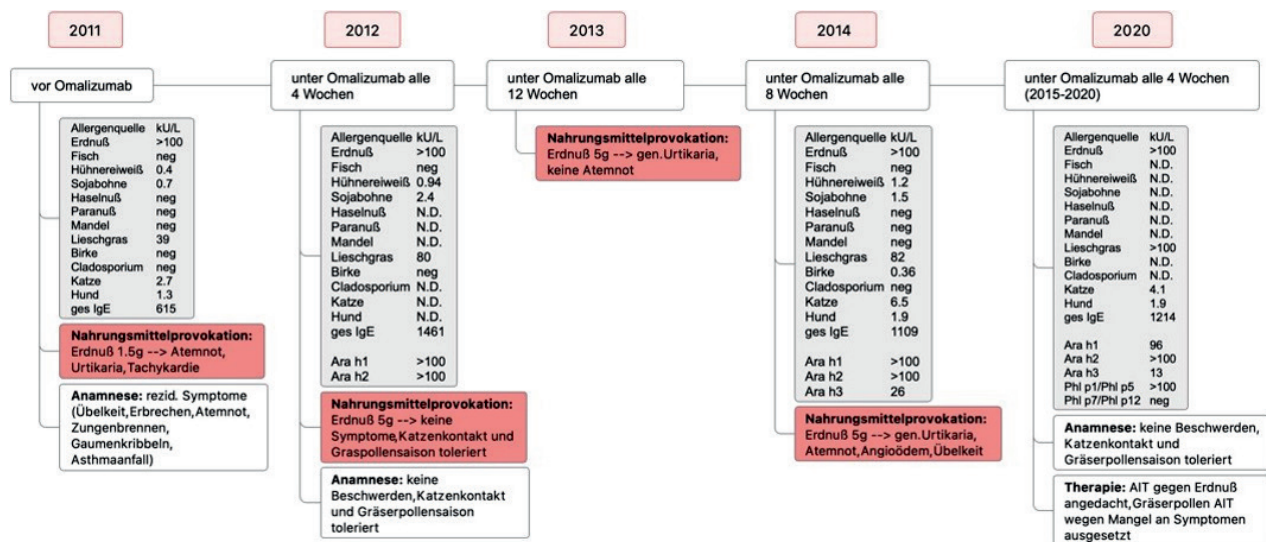 2011
vor Omalizumab
Allergenquelle kU/L
Erdnuß >100
Fisch neg
Hühnereiweiß 0.4
Sojabohne 0.7
Haselnuß neg
Paranuß neg
Mandel neg
Lieschgras 39
Birke neg
Cladosporium neg
Katze 2.7
Hund 1.3
ges IgE 615
Nahrungsmittelprovokation:
Erdnuß 1.5g --> Atemnot,
Urtikaria,Tachykardie
Anamnese: rezid. Symptome
(Übelkeit,Erbrechen,Atemnot,
Zungenbrennen,
Gaumenkribbeln,
Asthmaanfall)
2012
unter Omalizumab alle
4 Wochen
Allergenquelle kU/L
Erdnuß >100
Fisch neg
Hühnereiweiß 0.94
Sojabohne 2.4
Haselnuß N.D.
Paranuß N.D.
Mandel N.D.
Lieschgras 80
Birke neg
Cladosporium N.D.
Katze N.D.
Hund N.D.
ges IgE 1461
Ara h1 >100
Ara h2 >100
Nahrungsmittelprovokation:
Erdnuß 5g --> keine
Symptome,Katzenkontakt und
Graspollensaison toleriert
Anamnese: keine
Beschwerden,Katzenkontakt
und Gräserpollensaison
toleriert
2013
unter Omalizumab alle
12 Wochen
Nahrungsmittelprovokation:
Erdnuß 5g --> gen.Urtikaria,
keine Atemnot
2014
unter Omalizumab alle
8 Wochen
Allergenquelle kU/L
Erdnuß >100
Fisch neg
Hühnereiweiß 1.2
Sojabohne 1.5
Haselnuß neg
Paranuß neg
Mandel neg
Lieschgras 82
Birke 0.36
Cladosporium neg
Katze 6.5
Hund 1.9
ges IgE 1109
Ara h1 >100
Ara h2 >100
Ara h3 26
Nahrungsmittelprovokation:
Erdnuß 5g --> gen.Urtikaria,
Atemnot,Angioödem,Übelkeit
2020
unter Omalizumab alle 4 Wochen
(2015-2020)
Allergenquelle kU/L
Erdnuß >100
Fisch N.D.
Hühnereiweiß N.D.
Sojabohne N.D.
Haselnuß N.D.
Paranuß N.D.
Mandel N.D.
Lieschgras >100
Birke N.D.
Cladosporium N.D.
Katze 4.1
Hund 1.9
ges IgE 1214
Ara h1 96
Ara h2 >100
Ara h3 13
Phl p1/Phl p5 >100
Phl p7/Phl p12 neg
Anamnese: keine Beschwerden,
Katzenkontakt und
Gräserpollensaison toleriert
Therapie: AIT gegen Erdnuß
angedacht,Gräserpollen AIT
wegen Mangel an Symptomen
ausgesetzt